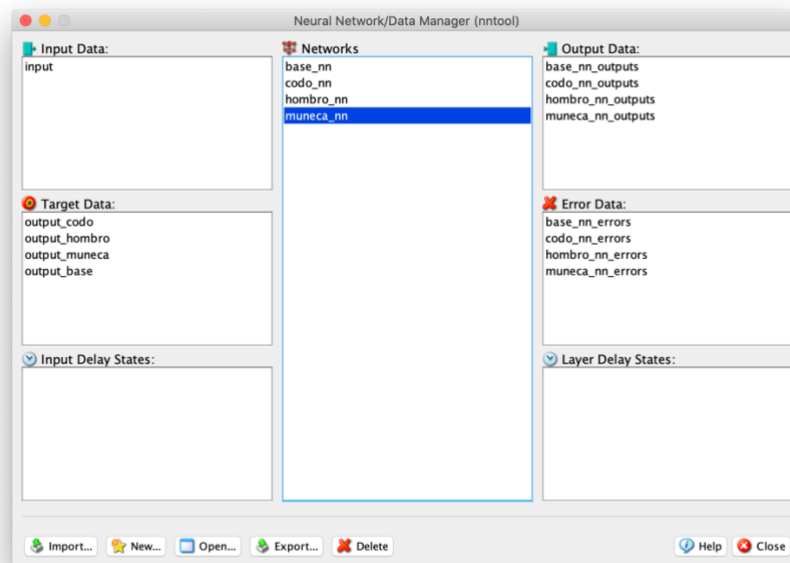 Neural Network/Data Manager (nntool)
Input Data:
input
Networks
base_nn
codo_nn
hombro_nn
muneca_nn
Output Data:
base_nn_outputs
codo_nn_outputs
hombro_nn_outputs
muneca_nn_outputs
Target Data:
output_codo
output_hombro
output_muneca
output_base
Error Data:
base_nn_errors
codo_nn_errors
hombro_nn_errors
muneca_nn_errors
Input Delay States:
Layer Delay States:
Import... New... Open... Export... Delete Help Close